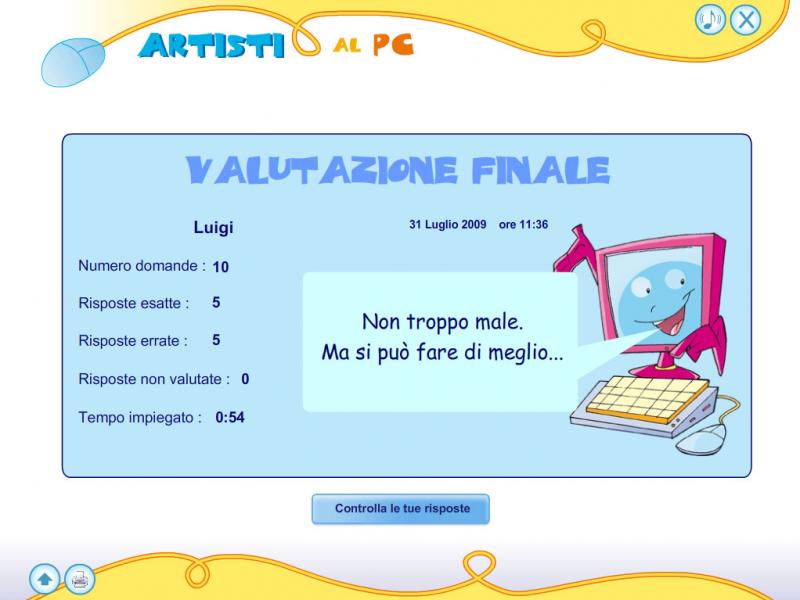 ARTISTI AL PC
VALUTAZIONE FINALE
Luigi
31 Luglio 2009 ore 11:36
Numero domande : 10
Risposte esatte : 5
Risposte errate : 5
Risposte non valutate : 0
Tempo impiegato : 0:54
Non troppo male.
Ma si può fare di meglio...
Controlla le tue risposte